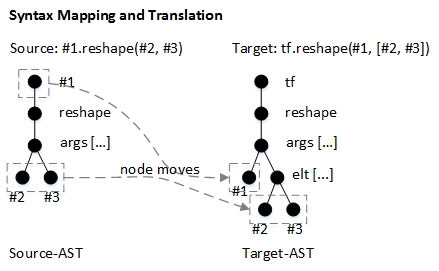 Syntax Mapping and Translation
Source: #1.reshape(#2, #3)
Target: tf.reshape(#1, [#2, #3])
#1
reshape
args [...]
#2 #3
node moves
tf
reshape
args [...]
elt [...]
#1
#2 #3
Source-AST
Target-AST